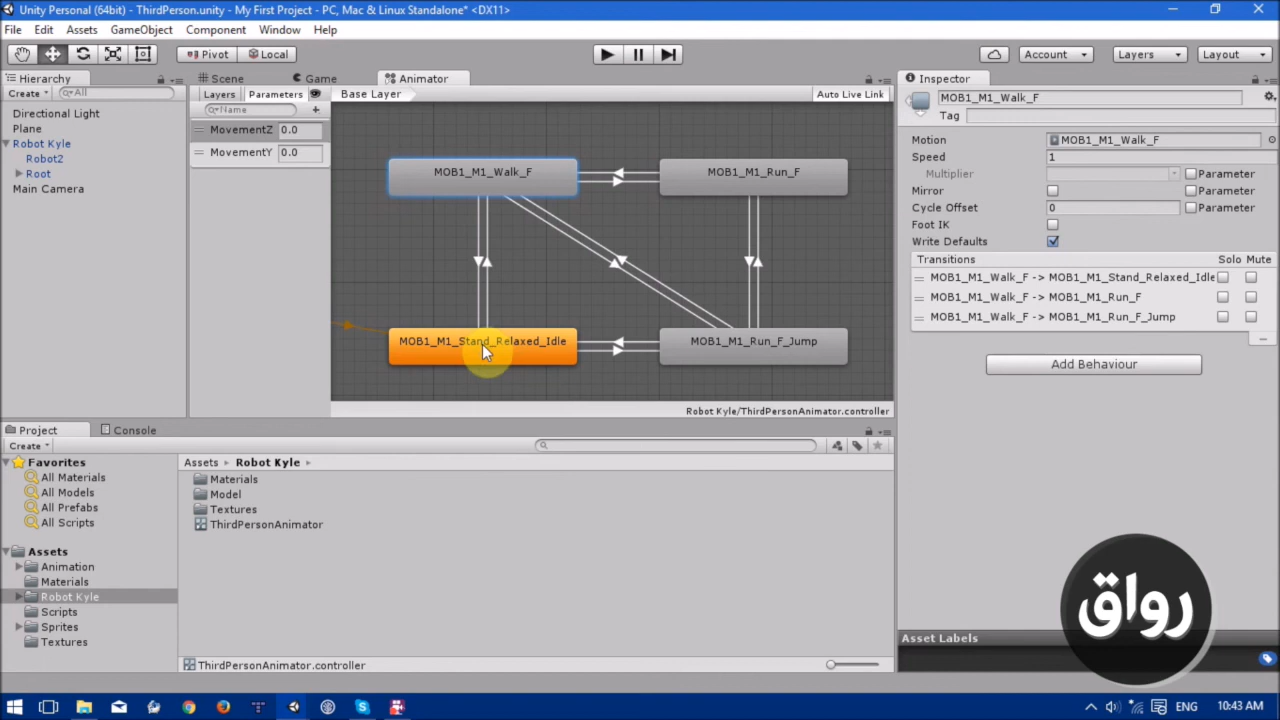 Unity Personal (64bit) - ThirdPerson.unity - My First Project - PC, Mac & Linux Standalone* <DX11>
File Edit Assets GameObject Component Window Help
Pivot Local Account Layers Layout
Hierarchy
Create All
Directional Light
Plane
Robot Kyle
Robot2
Root
Main Camera
Scene Game Animator
Layers Parameters Base Layer Auto Live Link
Name
MovementZ 0.0
MovementY 0.0
MOB1_M1_Walk_F
MOB1_M1_Run_F
MOB1_M1_Stand_Relaxed_Idle
MOB1_M1_Run_F_Jump
Robot Kyle/ThirdPersonAnimator.controller
Inspector
MOB1_M1_Walk_F
Tag
Motion MOB1_M1_Walk_F
Speed 1
Multiplier Parameter
Mirror Parameter
Cycle Offset 0 Parameter
Foot IK
Write Defaults
Transitions Solo Mute
MOB1_M1_Walk_F -> MOB1_M1_Stand_Relaxed_Idle
MOB1_M1_Walk_F -> MOB1_M1_Run_F
MOB1_M1_Walk_F -> MOB1_M1_Run_F_Jump
Add Behaviour
Project Console
Create
Favorites
All Materials
All Models
All Prefabs
All Scripts
Assets
Animation
Materials
Robot Kyle
Scripts
Sprites
Textures
Assets Robot Kyle
Materials
Model
Textures
ThirdPersonAnimator
ThirdPersonAnimator.controller
رواق
Asset Labels
ENG 10:43 AM